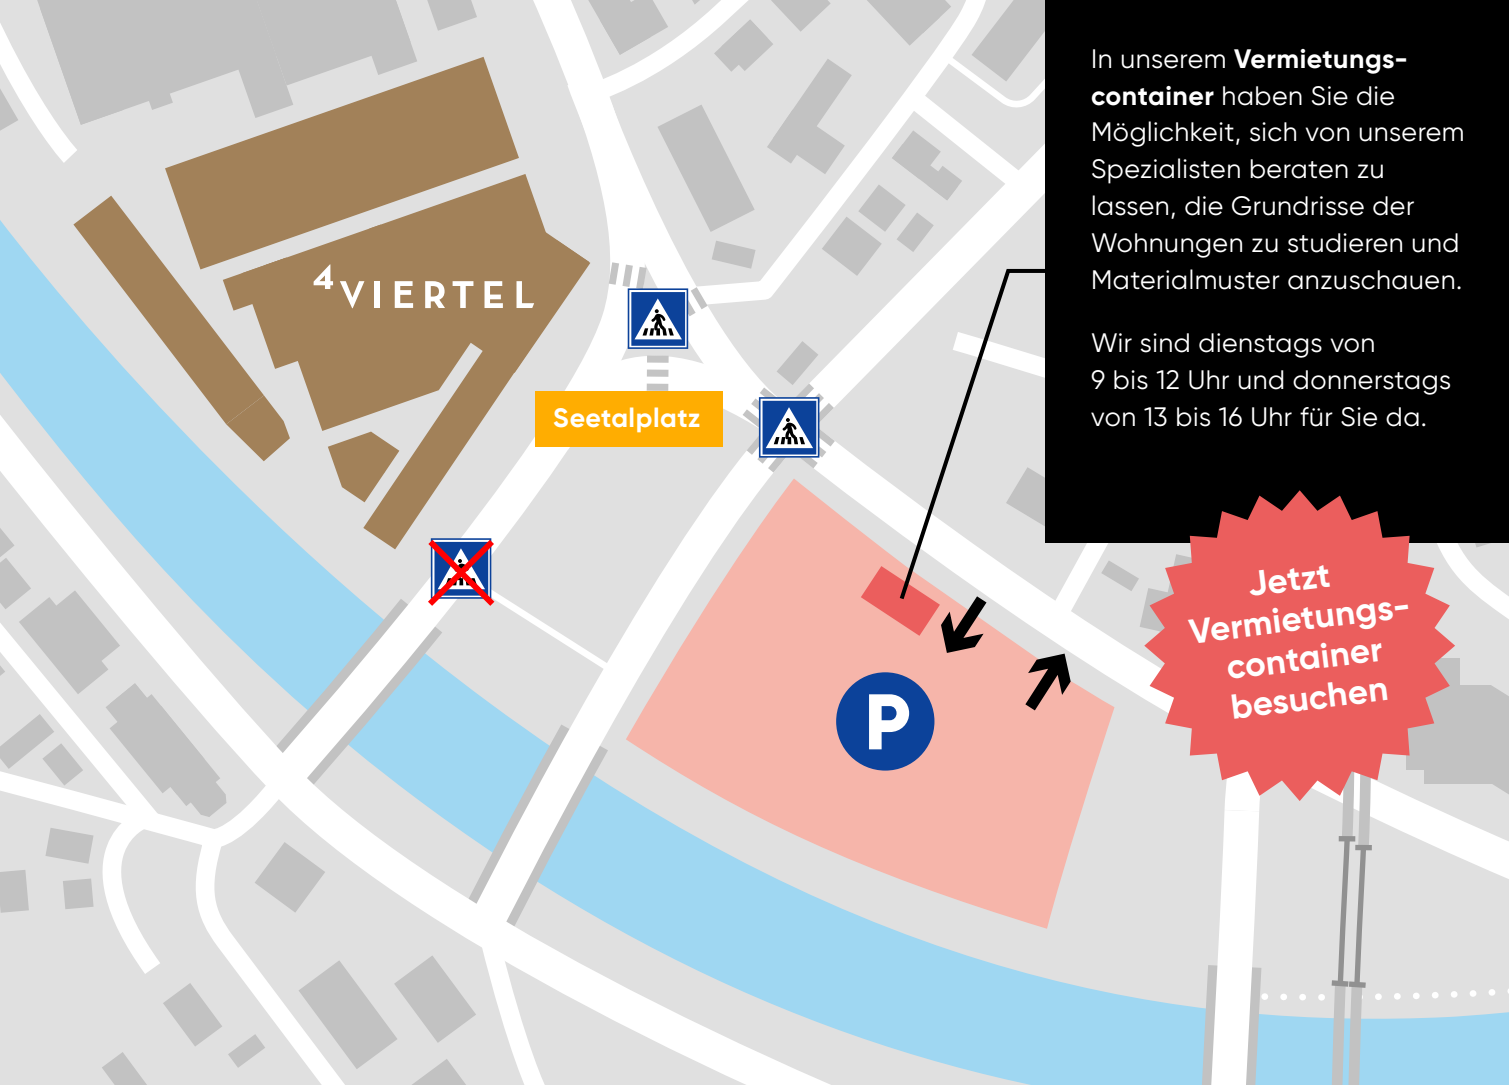 In unserem Vermietungs-
container haben Sie die
Möglichkeit, sich von unserem
Spezialisten beraten zu
lassen, die Grundrisse der
Wohnungen zu studieren und
Materialmuster anzuschauen.
Wir sind dienstags von
9 bis 12 Uhr und donnerstags
von 13 bis 16 Uhr für Sie da.
4VIERTEL
Seetalplatz
Jetzt
Vermietungs-
container
besuchen
P